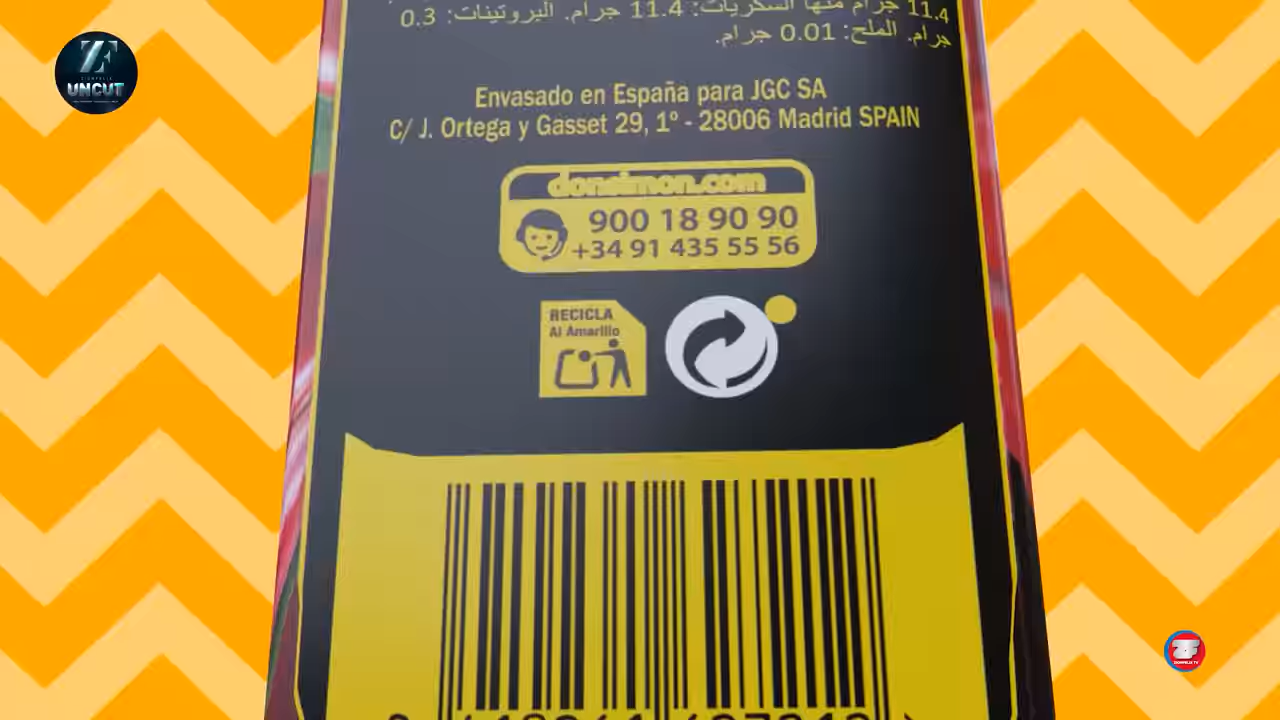 11.4 جرام منها السكريات: 11.4 جرام. البروتينات: 0.3
جرام. الملح: 0.01 جرام.
Envasado en España para JGC SA
C/ J. Ortega y Gasset 29, 1º - 28006 Madrid SPAIN
donsimon.com
900 18 90 90
+34 91 435 55 56
RECICLA
Al Amarillo
ZF
UNCUT
ZF